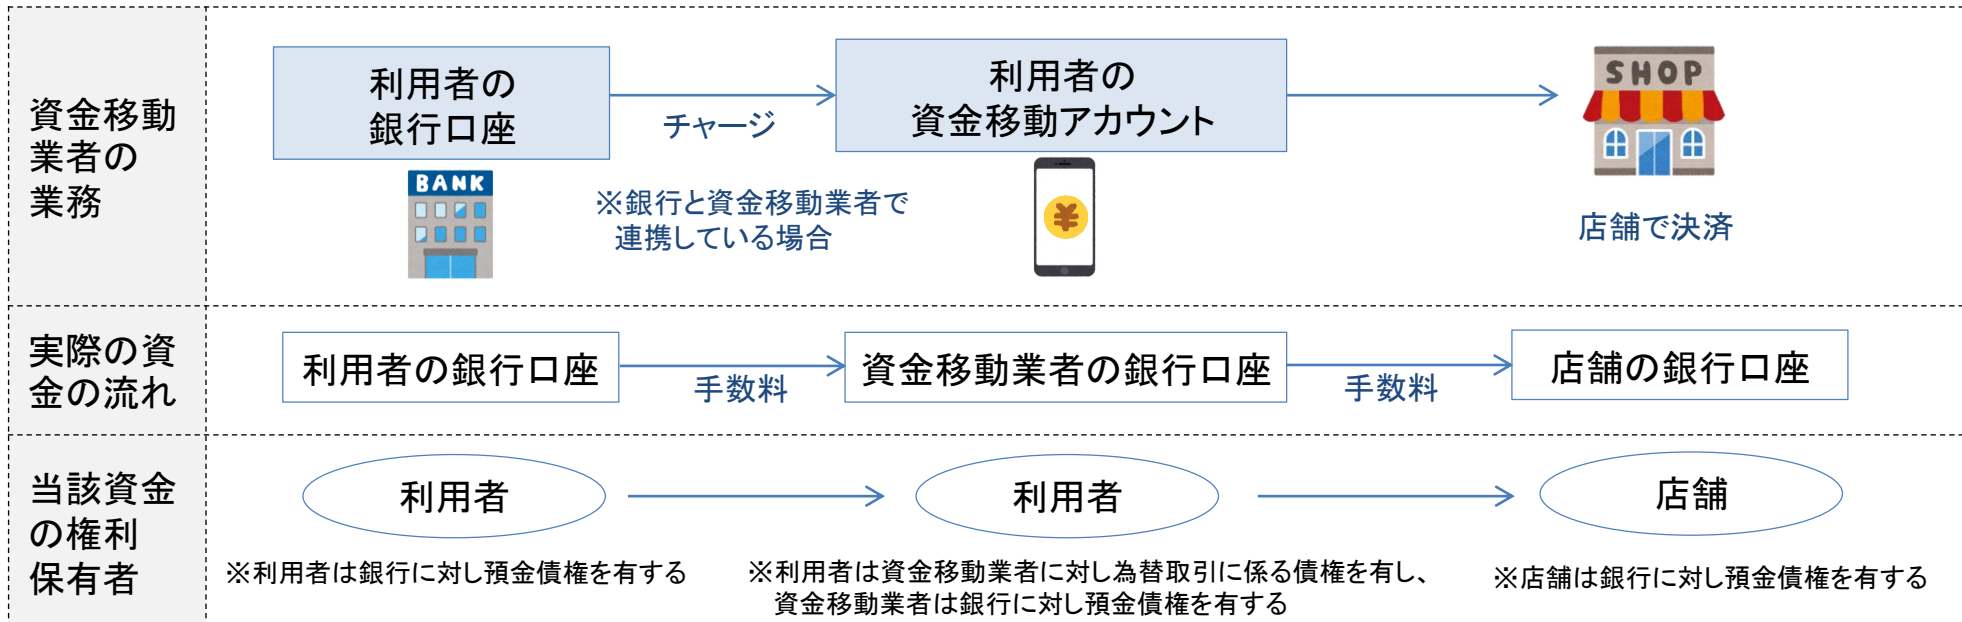 資金移動
業者の
業務
利用者の
銀行口座
BANK
チャージ
※銀行と資金移動業者で
連携している場合
利用者の
資金移動アカウント
¥
SHOP
店舗で決済
実際の資
金の流れ
利用者の銀行口座
手数料
資金移動業者の銀行口座
手数料
店舗の銀行口座
当該資金
の権利
保有者
利用者
※利用者は銀行に対し預金債権を有する
利用者
※利用者は資金移動業者に対し為替取引に係る債権を有し、
資金移動業者は銀行に対し預金債権を有する
店舗
※店舗は銀行に対し預金債権を有する